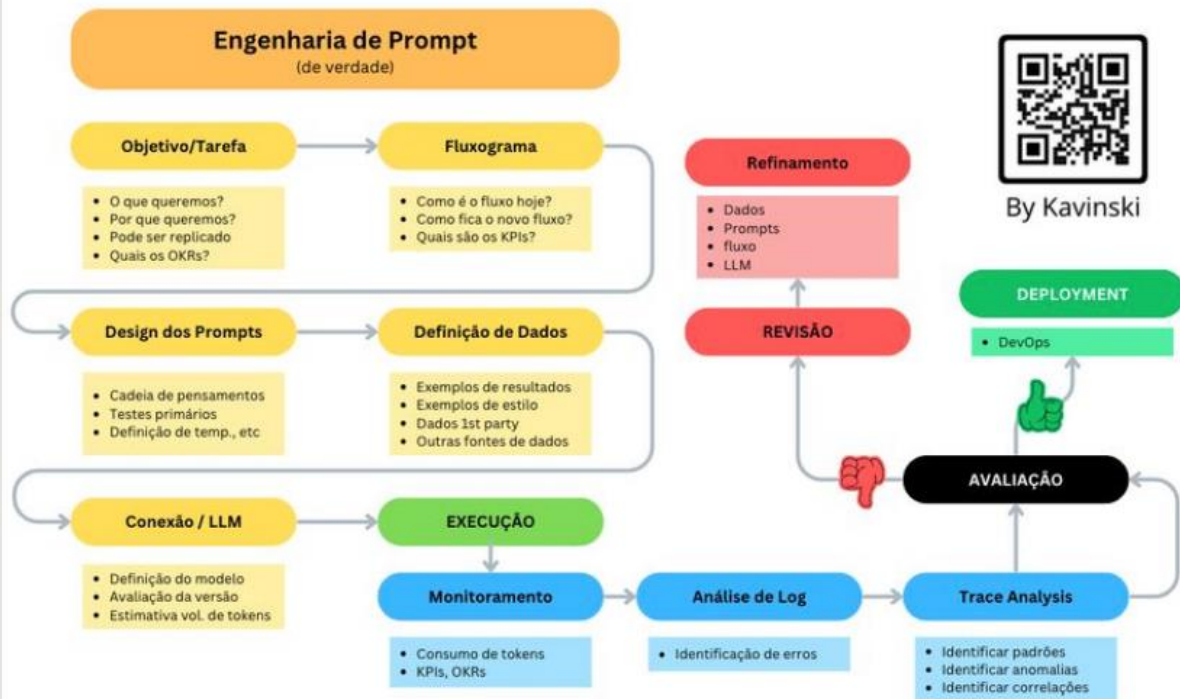 Engenharia de Prompt
(de verdade)
Objetivo/Tarefa
• O que queremos?
• Por que queremos?
• Pode ser replicado
• Quais os OKRs?
Fluxograma
• Como é o fluxo hoje?
• Como fica o novo fluxo?
• Quais são os KPIs?
Design dos Prompts
• Cadeia de pensamentos
• Testes primários
• Definição de temp., etc
Definição de Dados
• Exemplos de resultados
• Exemplos de estilo
• Dados 1st party
• Outras fontes de dados
Conexão / LLM
• Definição do modelo
• Avaliação da versão
• Estimativa vol. de tokens
EXECUÇÃO
Monitoramento
• Consumo de tokens
• KPIs, OKRs
Análise de Log
• Identificação de erros
Trace Analysis
• Identificar padrões
• Identificar anomalias
• Identificar correlações
AVALIAÇÃO
REVISÃO
Refinamento
• Dados
• Prompts
• fluxo
• LLM
DEPLOYMENT
• DevOps
By Kavinski